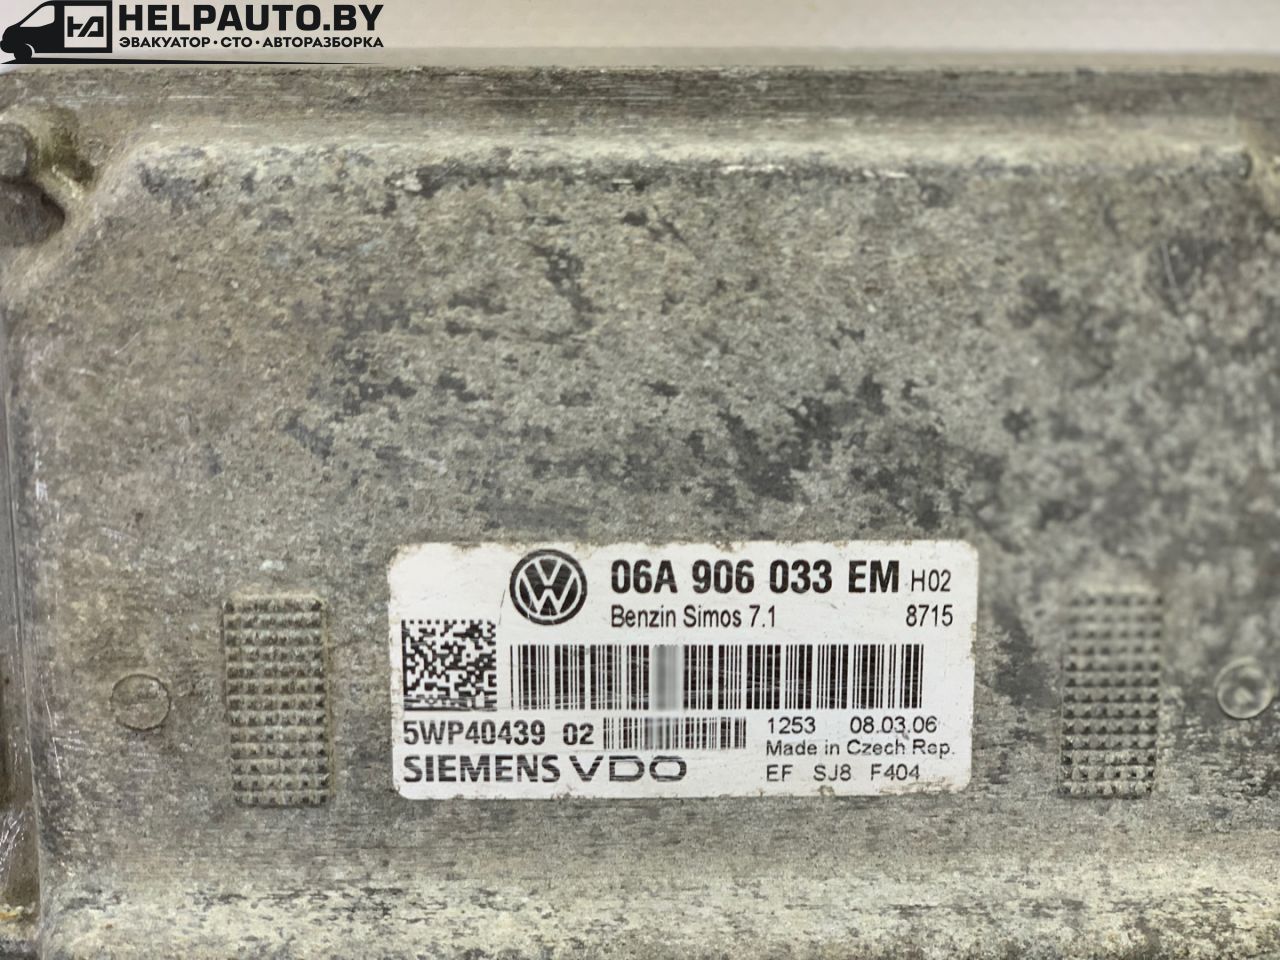 HELPAUTO.BY
ЭВАКУАТОР·СТО·АВТОРАЗБОРКА
06A 906 033 EM H02
Benzin Simos 7.1 8715
5WP40439 02 1253 08.03.06
Made in Czech Rep.
SIEMENS VDO EF SJ8 F404